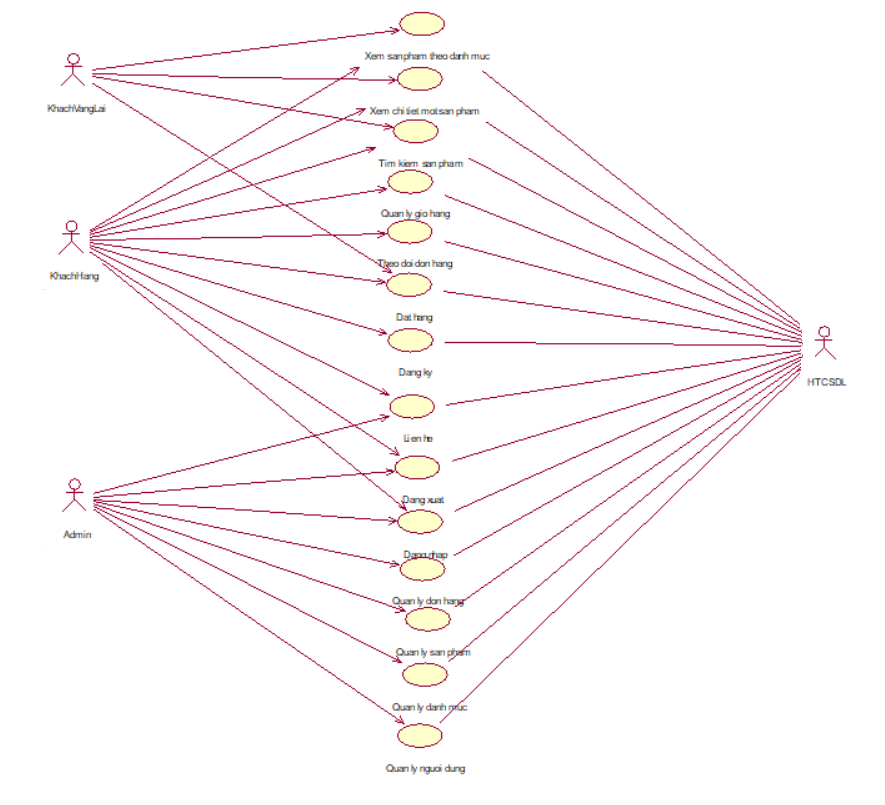 Xem san pham theo danh muc
KhachVangLai
Xem chi tiet mot san pham
Tim kiem san pham
Quan ly gio hang
Theo doi don hang
KhachHang
Dat hang
Dang ky
HTCSDL
Lien he
Dang xuat
Admin
Dang nhap
Quan ly don hang
Quan ly san pham
Quan ly danh muc
Quan ly nguoi dung